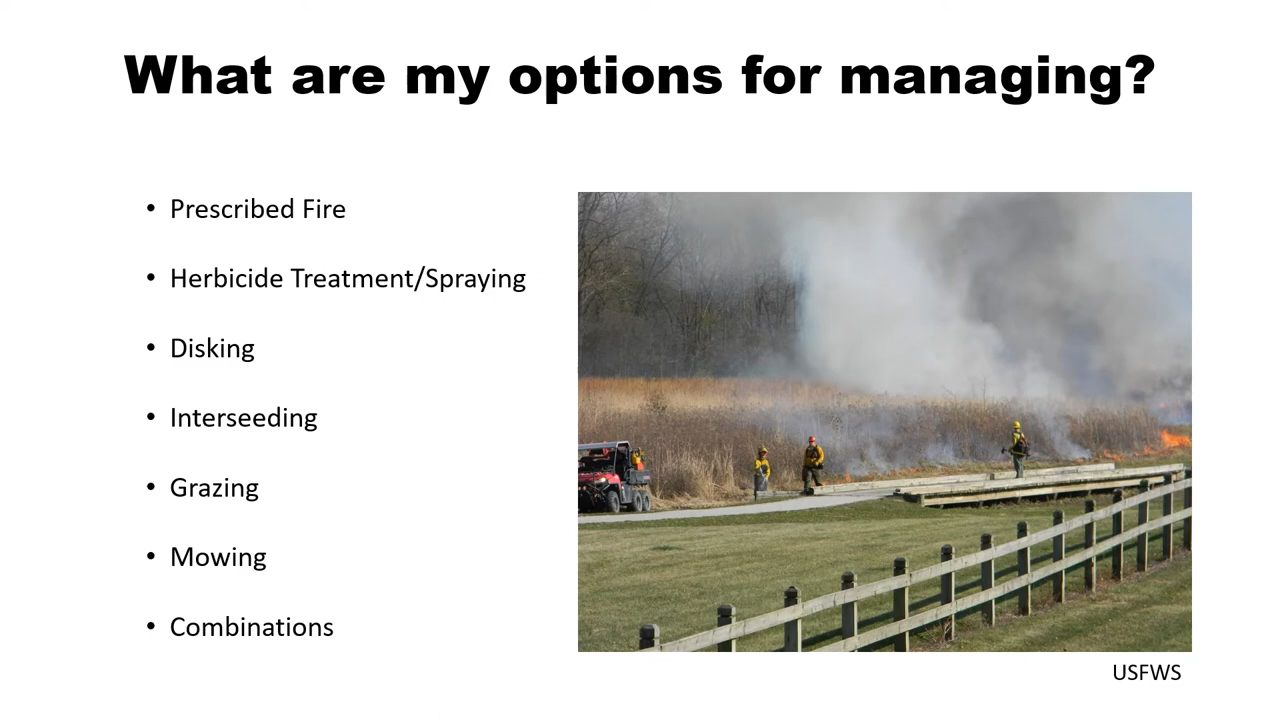 What are my options for managing?
• Prescribed Fire
• Herbicide Treatment/Spraying
• Disking
• Interseeding
• Grazing
• Mowing
• Combinations
USFWS